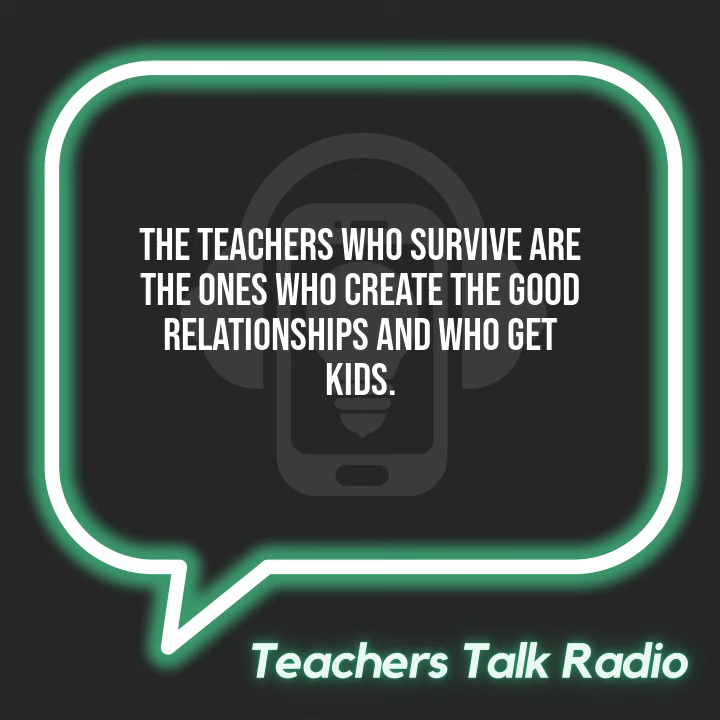 THE TEACHERS WHO SURVIVE ARE
THE ONES WHO CREATE THE GOOD
RELATIONSHIPS AND WHO GET
KIDS.
Teachers Talk Radio